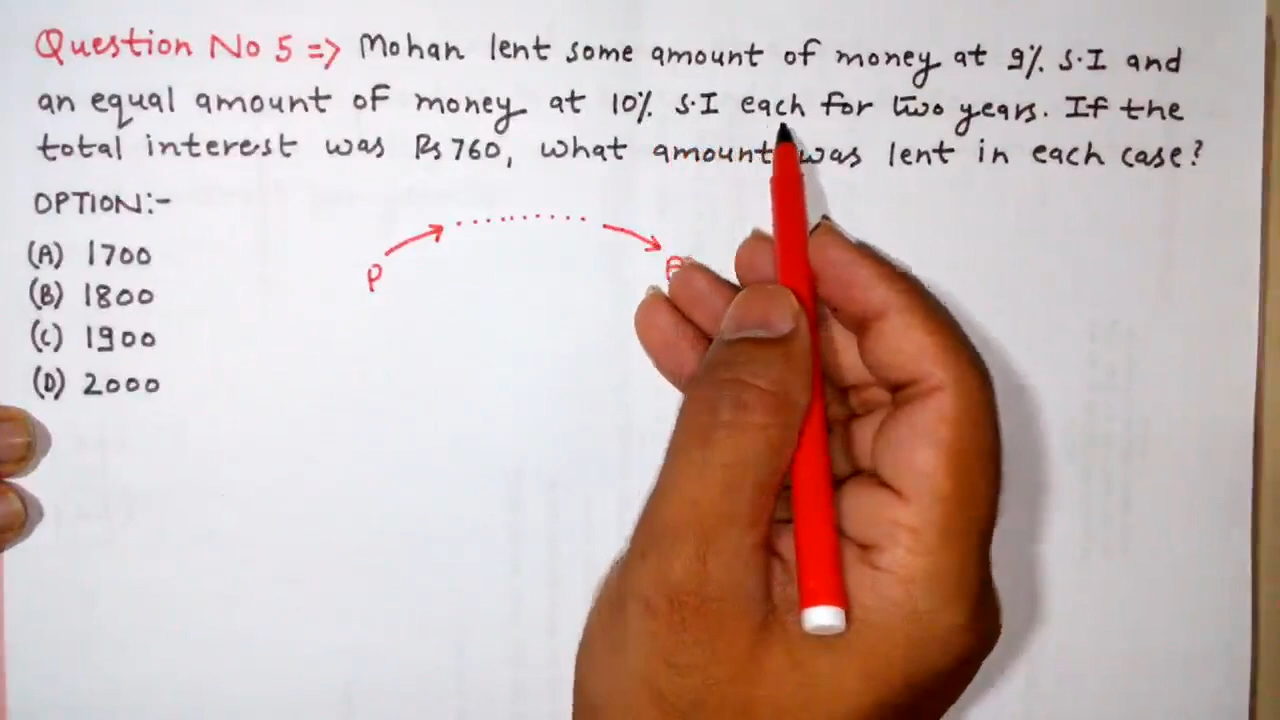 Question No 5 => Mohan lent some amount of money at 9% S.I and
an equal amount of money at 10% S.I each for two years. If the
total interest was Rs 760, what amount was lent in each case?
OPTION:-
(A) 1700
(B) 1800
(C) 1900
(D) 2000
P